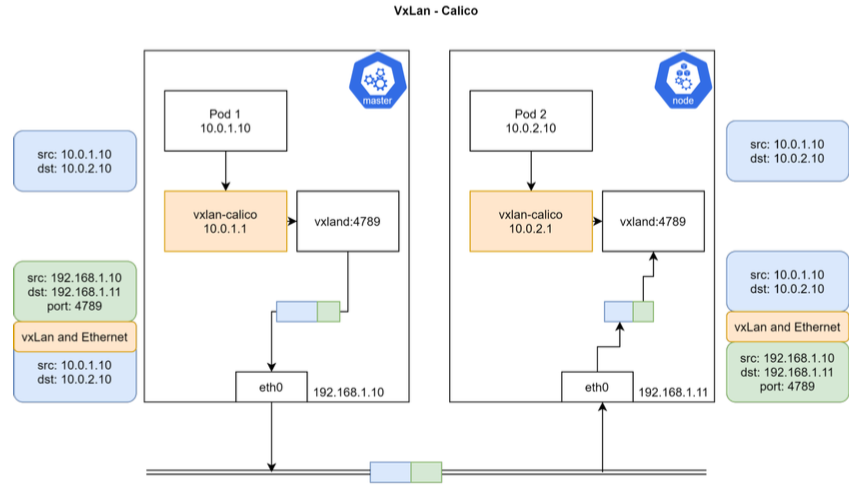 VxLan - Calico
master
node
Pod 1
10.0.1.10
Pod 2
10.0.2.10
src: 10.0.1.10
dst: 10.0.2.10
src: 10.0.1.10
dst: 10.0.2.10
vxlan-calico
10.0.1.1
vxland:4789
vxlan-calico
10.0.2.1
vxland:4789
src: 192.168.1.10
dst: 192.168.1.11
port: 4789
vxLan and Ethernet
src: 10.0.1.10
dst: 10.0.2.10
src: 10.0.1.10
dst: 10.0.2.10
vxLan and Ethernet
src: 192.168.1.10
dst: 192.168.1.11
port: 4789
eth0
192.168.1.10
eth0
192.168.1.11